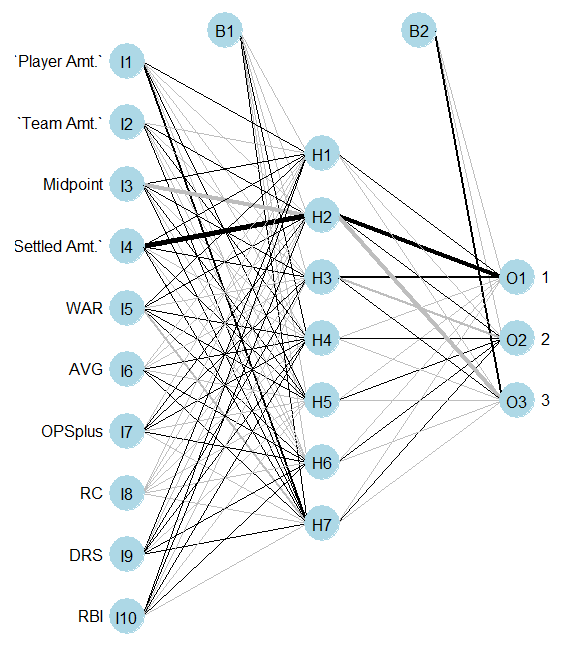 B1 B2
`Player Amt.` I1
`Team Amt.` I2
H1
Midpoint I3
H2
Settled Amt.` I4
H3 O1 1
WAR I5
H4 O2 2
AVG I6
H5 O3 3
OPSplus I7
H6
RC I8
H7
DRS I9
RBI I10